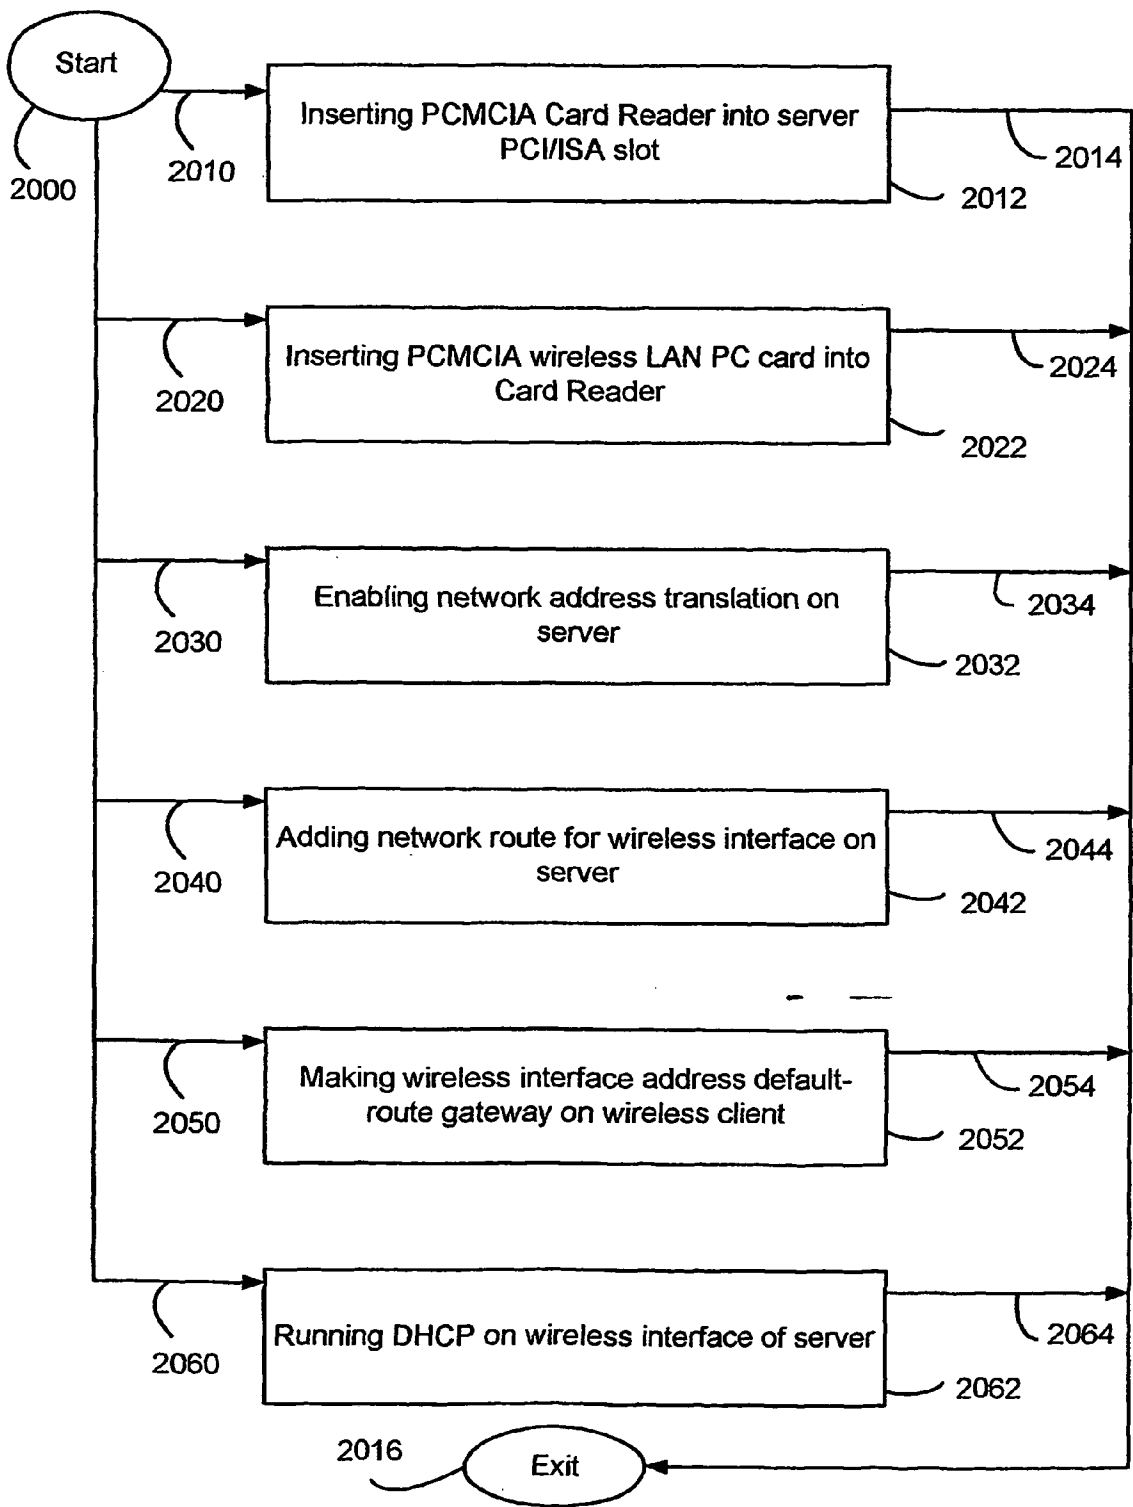 Start
2000
2010
Inserting PCMCIA Card Reader into server
PCI/ISA slot
2012
2014
2020
Inserting PCMCIA wireless LAN PC card into
Card Reader
2022
2024
2030
Enabling network address translation on
server
2032
2034
2040
Adding network route for wireless interface on
server
2042
2044
2050
Making wireless interface address default-
route gateway on wireless client
2052
2054
2060
Running DHCP on wireless interface of server
2062
2064
2016
Exit